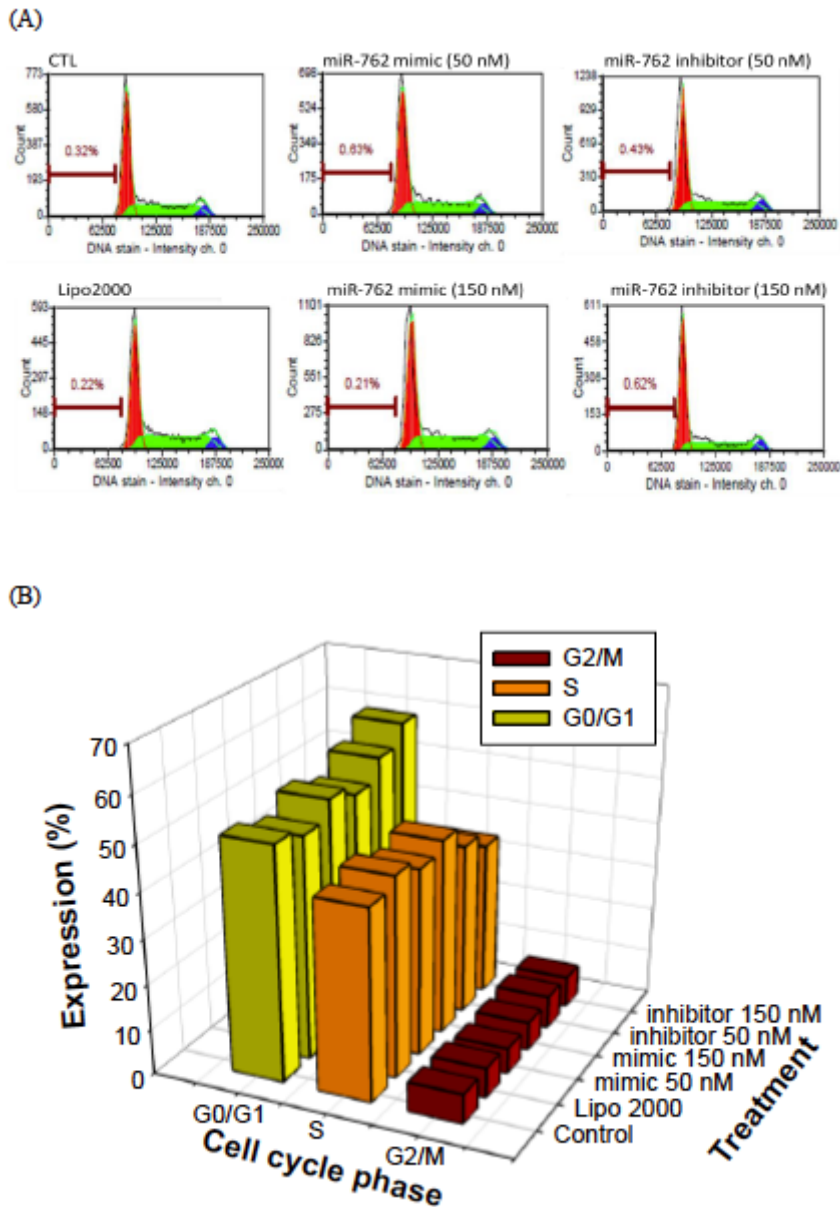 (A)
CTL
773
580
387
193
0
Count
0.32%
0 62500 125000 187500 250000
DNA stain - Intensity ch. 0
miR-762 mimic (50 nM)
698
524
349
175
0
Count
0.63%
0 62500 125000 187500 250000
DNA stain - Intensity ch. 0
miR-762 inhibitor (50 nM)
1238
929
619
310
0
Count
0.43%
0 62500 125000 187500 250000
DNA stain - Intensity ch. 0
Lipo2000
593
445
297
148
0
Count
0.22%
0 62500 125000 187500 250000
DNA stain - Intensity ch. 0
miR-762 mimic (150 nM)
1101
826
551
275
0
Count
0.21%
0 62500 125000 187500 250000
DNA stain - Intensity ch. 0
miR-762 inhibitor (150 nM)
611
458
306
153
0
Count
0.62%
0 62500 125000 187500 250000
DNA stain - Intensity ch. 0
(B)
G2/M
S
G0/G1
70
60
50
40
30
20
10
0
Expression (%)
G0/G1
S
G2/M
Cell cycle phase
inhibitor 150 nM
inhibitor 50 nM
mimic 150 nM
mimic 50 nM
Lipo 2000
Control
Treatment